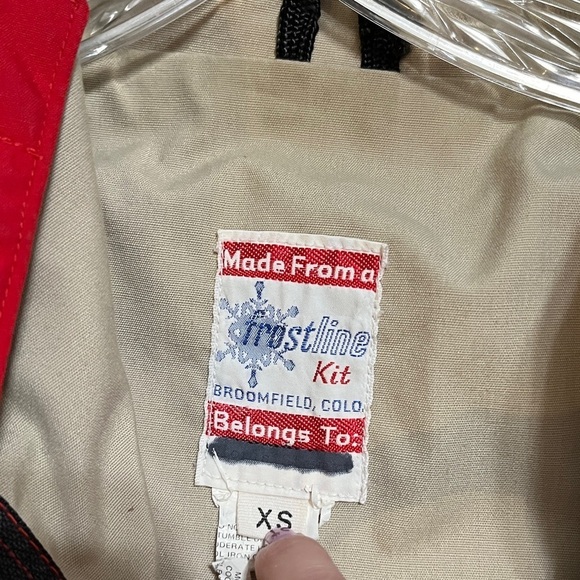 Made From a
frostline
Kit
BROOMFIELD, COLO.
Belongs To:
XS